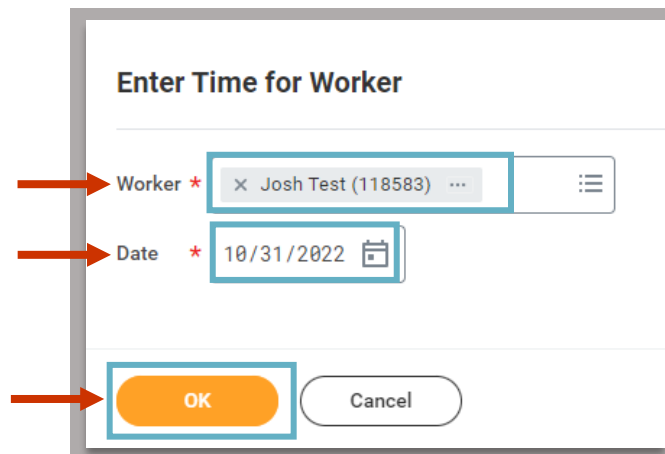 Enter Time for Worker
Worker * × Josh Test (118583) ...
Date * 10/31/2022
OK Cancel